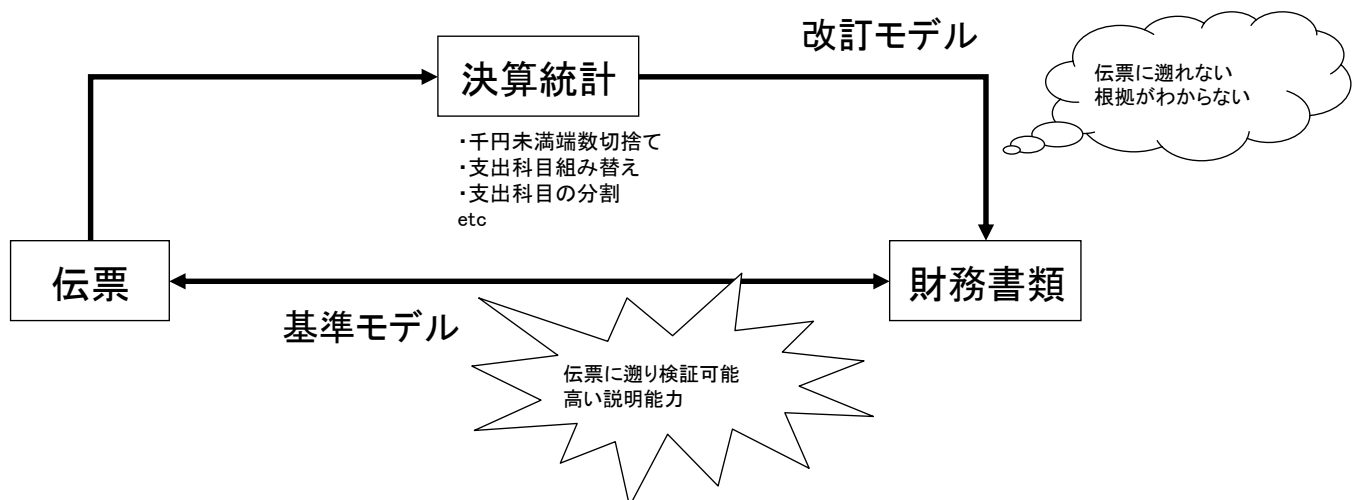 改訂モデル
決算統計
伝票に遡れない
根拠がわからない
・千円未満端数切捨て
・支出科目組み替え
・支出科目の分割
etc
伝票
財務書類
基準モデル
伝票に遡り検証可能
高い説明能力